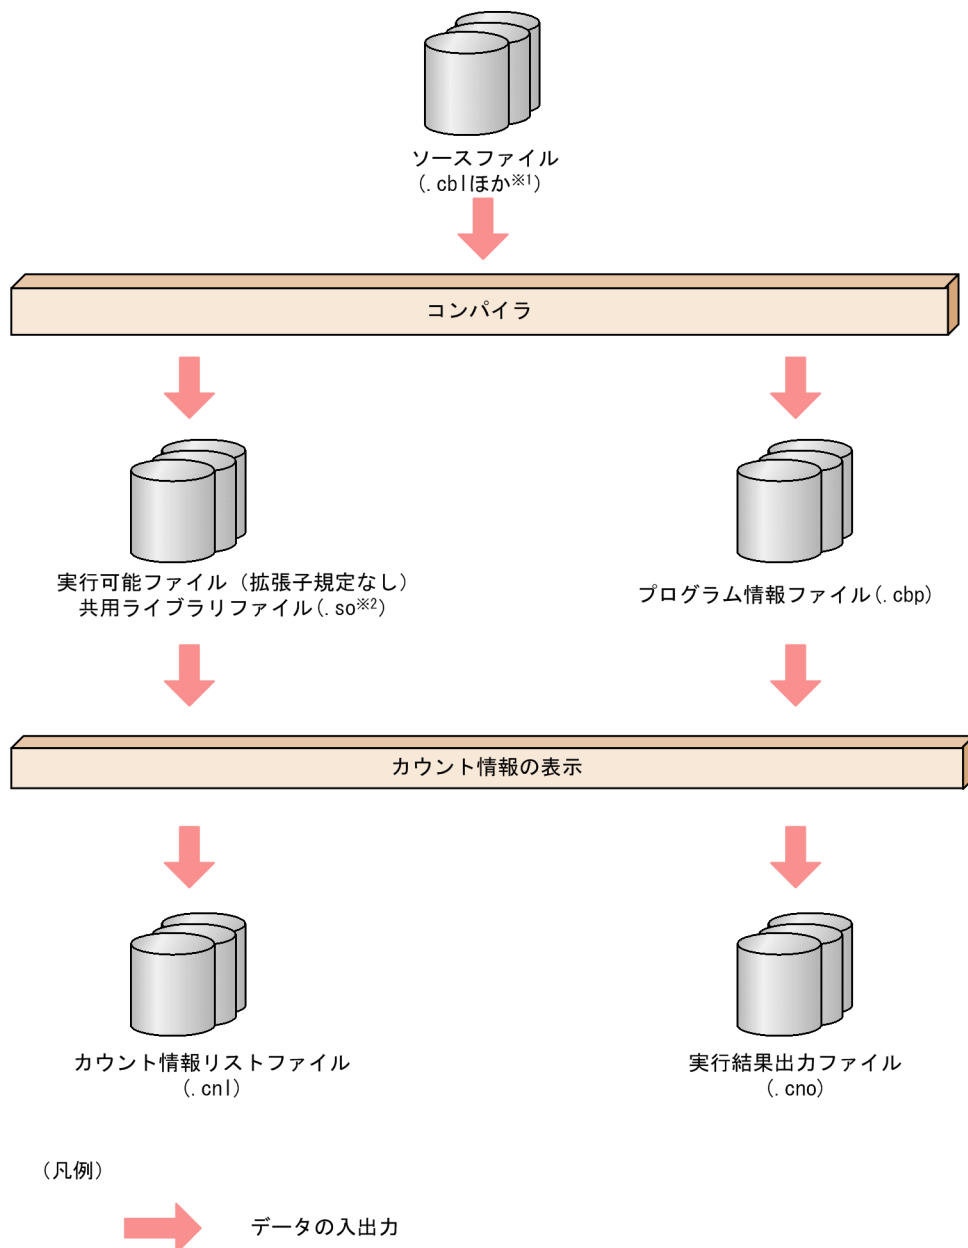 ソースファイル
(.cblほか※1)
コンパイラ
実行可能ファイル（拡張子規定なし）
共用ライブラリファイル(.so※2)
プログラム情報ファイル(.cbp)
カウント情報の表示
カウント情報リストファイル
(.cnl)
実行結果出力ファイル
(.cno)
（凡例）
データの入出力